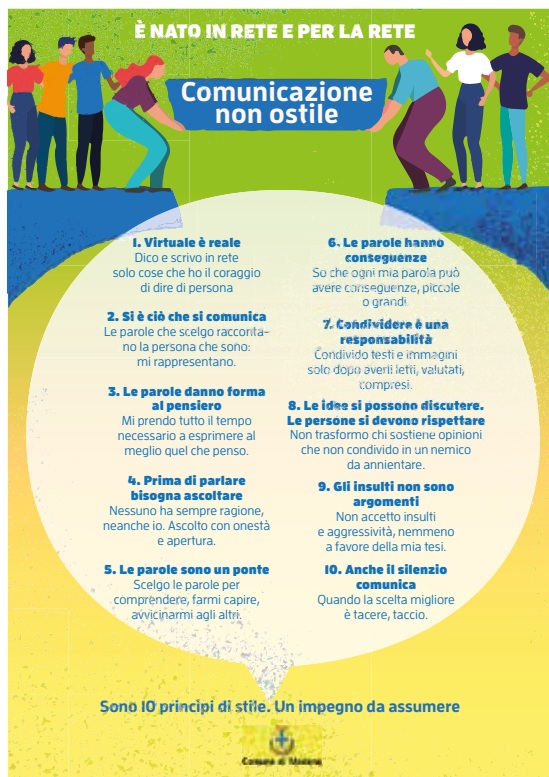 È NATO IN RETE E PER LA RETE
Comunicazione
non ostile
1. Virtuale è reale
Dico e scrivo in rete
solo cose che ho il coraggio
di dire di persona
2. Si è ciò che si comunica
Le parole che scelgo racconta-
no la persona che sono:
mi rappresentano.
3. Le parole danno forma
al pensiero
Mi prendo tutto il tempo
necessario a esprimere al
meglio quel che penso.
4. Prima di parlare
bisogna ascoltare
Nessuno ha sempre ragione,
neanche io. Ascolto con onestà
e apertura.
5. Le parole sono un ponte
Scelgo le parole per
comprendere, farmi capire,
avvicinarmi agli altri.
6. Le parole hanno
conseguenze
So che ogni mia parola può
avere conseguenze, piccole
o grandi.
7. Condividere è una
responsabilità
Condivido testi e immagini
solo dopo averli letti, valutati,
compresi.
8. Le idee si possono discutere.
Le persone si devono rispettare
Non trasformo chi sostiene opinioni
che non condivido in un nemico
da annientare.
9. Gli insulti non sono
argomenti
Non accetto insulti
e aggressività, nemmeno
a favore della mia tesi.
10. Anche il silenzio
comunica
Quando la scelta migliore
è tacere, taccio.
Sono 10 principi di stile. Un impegno da assumere
Comune di Modena